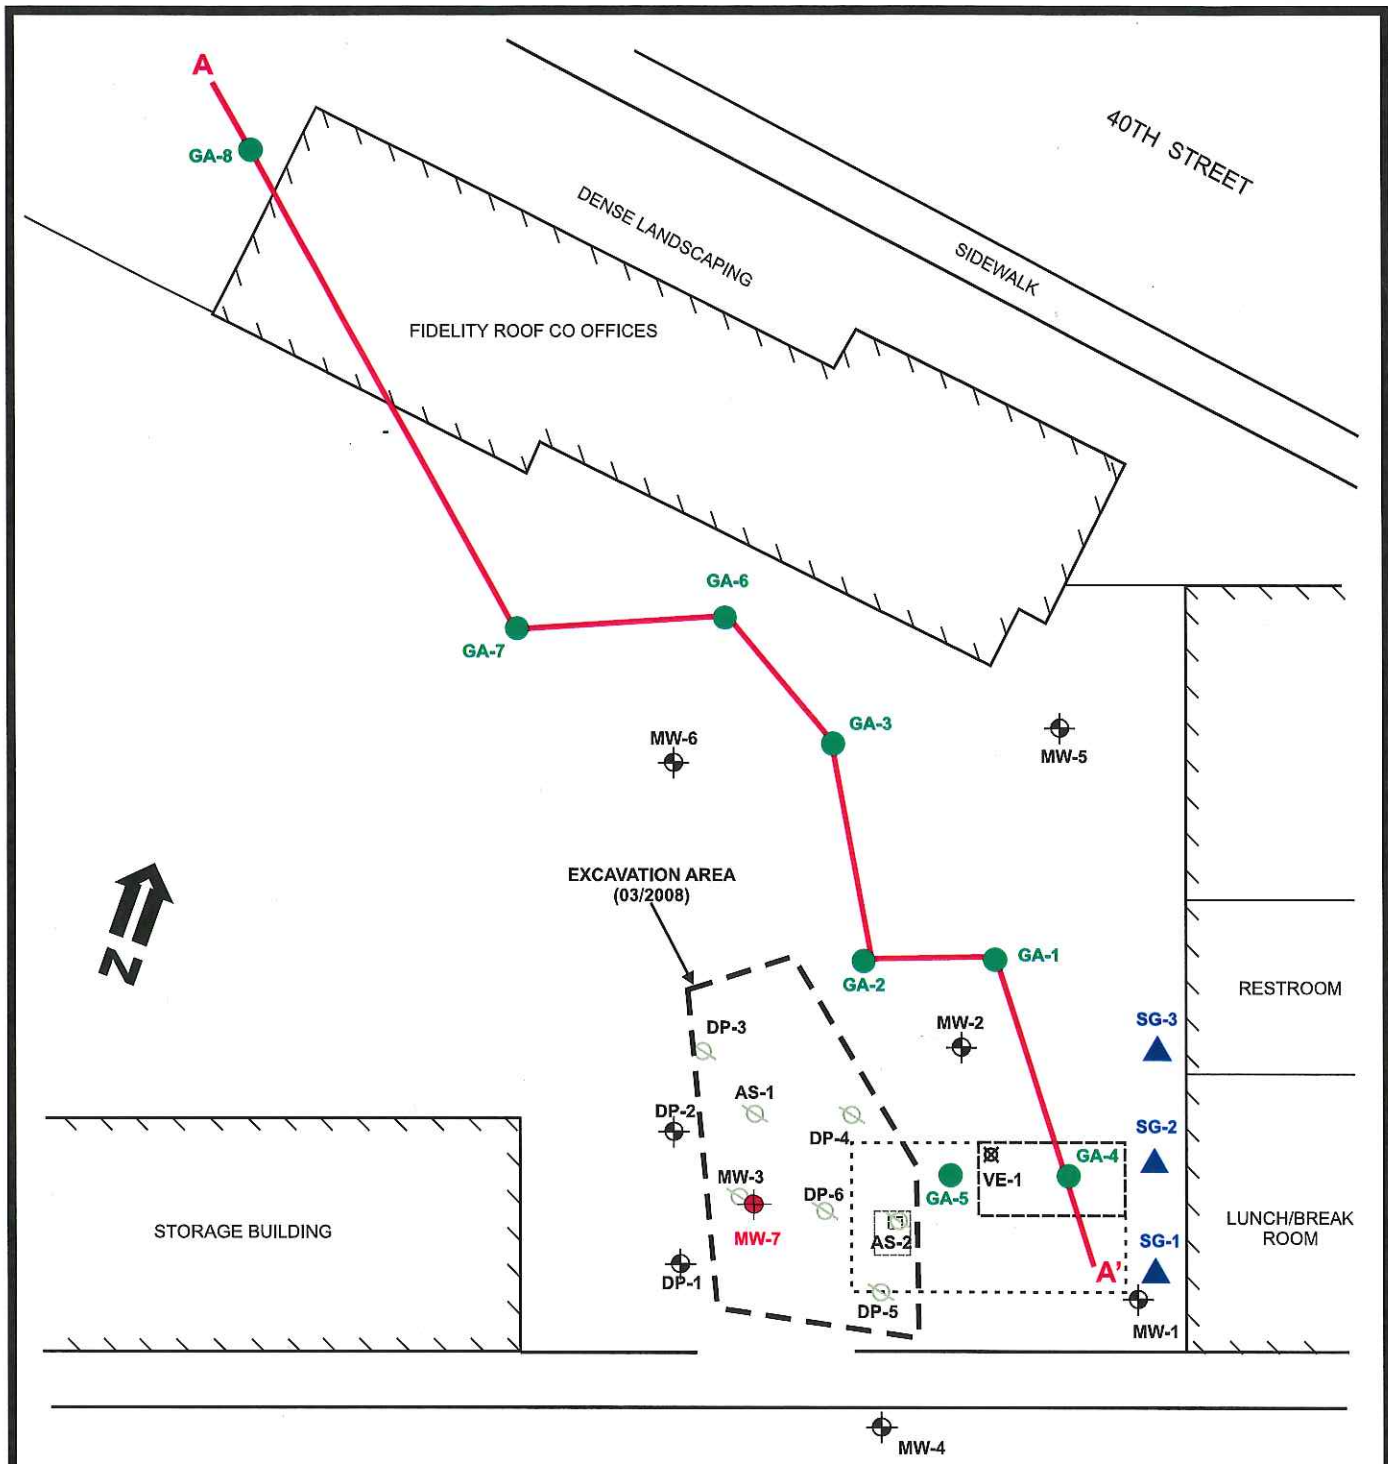 A
GA-8
40TH STREET
DENSE LANDSCAPING
SIDEWALK
FIDELITY ROOF CO OFFICES
GA-6
GA-7
GA-3
MW-6
MW-5
EXCAVATION AREA
(03/2008)
N
GA-2
GA-1
RESTROOM
SG-3
MW-2
DP-3
AS-1
DP-2
DP-4
SG-2
GA-4
VE-1
GA-5
MW-3
DP-6
STORAGE BUILDING
MW-7
AS-2
LUNCH/BREAK
ROOM
SG-1
A'
DP-1
DP-5
MW-1
MW-4